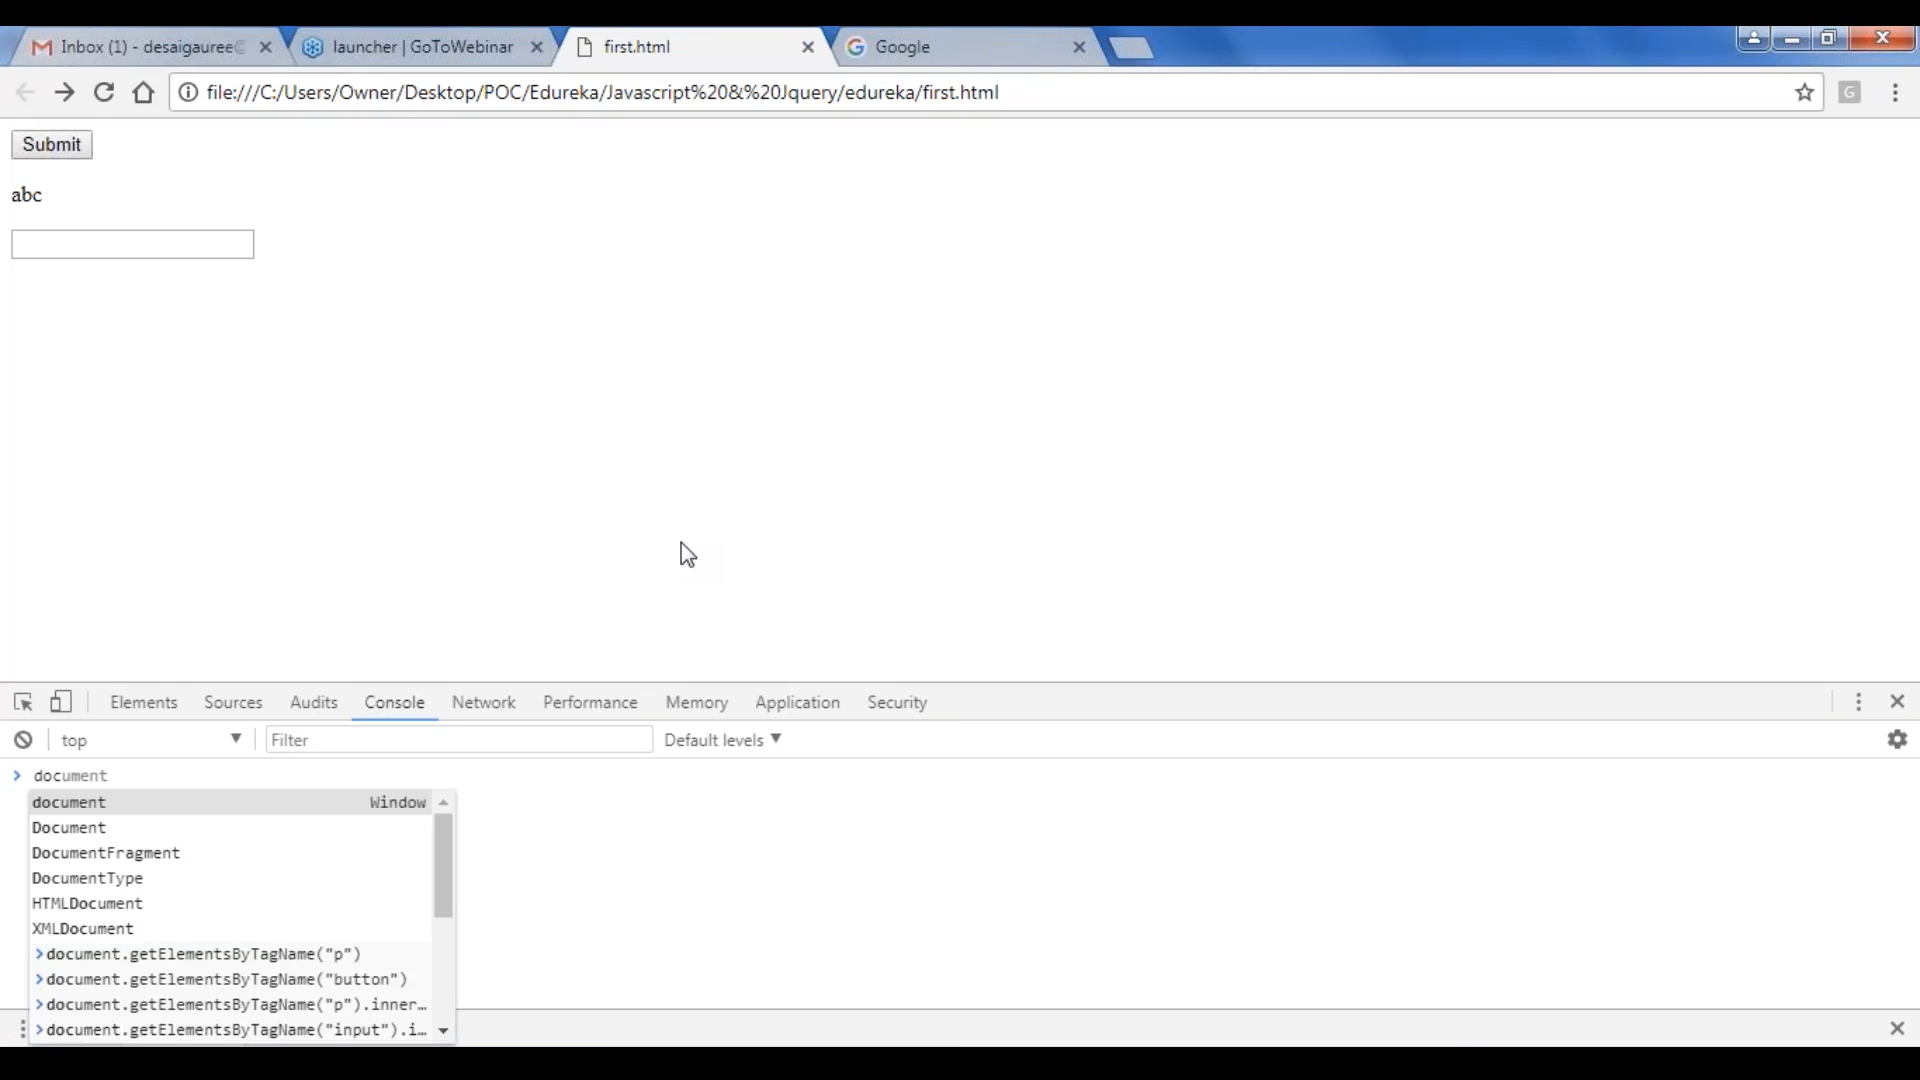 Inbox (1) - desaigauree@
launcher | GoToWebinar
first.html
Google
file:///C:/Users/Owner/Desktop/POC/Edureka/Javascript%20&%20Jquery/edureka/first.html
G
Submit
abc
Elements Sources Audits Console Network Performance Memory Application Security
top Filter Default levels
> document
document Window
Document
DocumentFragment
DocumentType
HTMLDocument
XMLDocument
>document.getElementsByTagName("p")
>document.getElementsByTagName("button")
>document.getElementsByTagName("p").inner…
>document.getElementsByTagName("input").i…